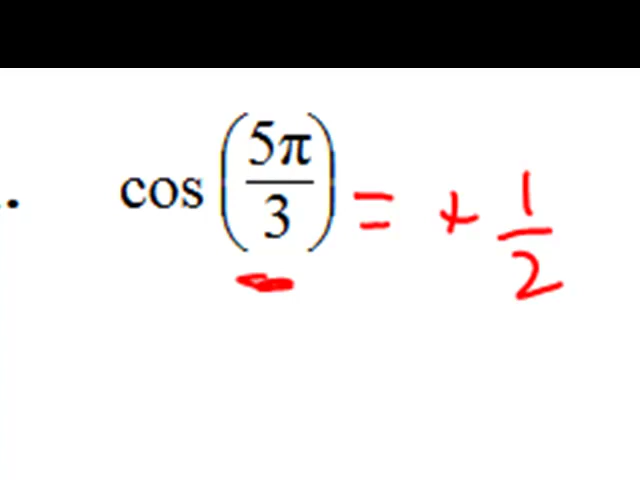 . cos(5π/3) = + 1/2